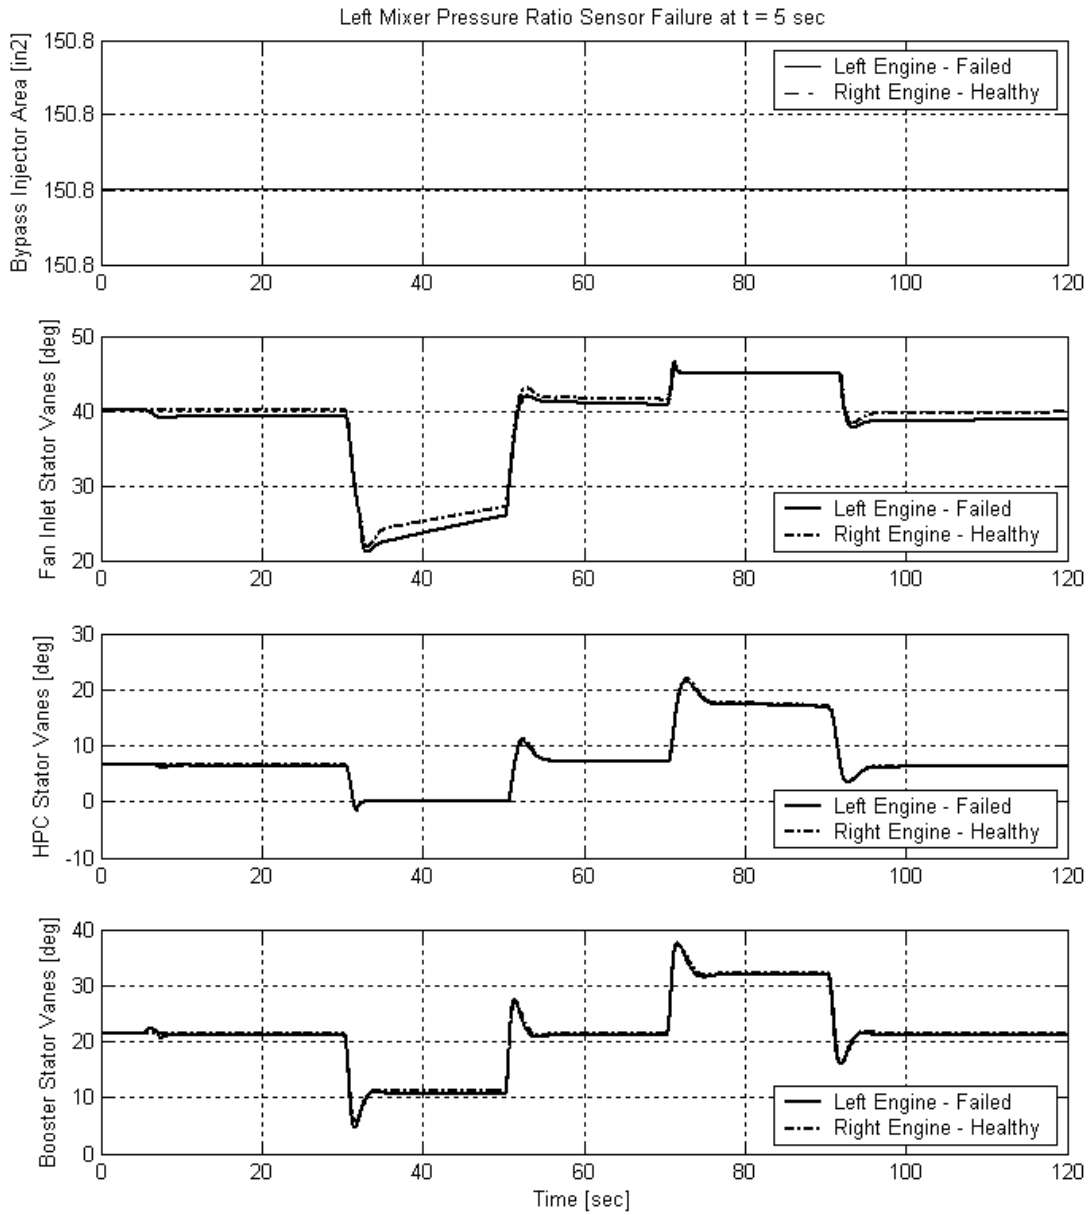 Left Mixer Pressure Ratio Sensor Failure at t = 5 sec
Bypass Injector Area [in2]
150.8
150.8
150.8
150.8
Left Engine - Failed
Right Engine - Healthy
0 20 40 60 80 100 120
Fan Inlet Stator Vanes [deg]
50
40
30
20
Left Engine - Failed
Right Engine - Healthy
0 20 40 60 80 100 120
HPC Stator Vanes [deg]
30
20
10
0
-10
Left Engine - Failed
Right Engine - Healthy
0 20 40 60 80 100 120
Booster Stator Vanes [deg]
40
30
20
10
0
Left Engine - Failed
Right Engine - Healthy
0 20 40 60 80 100 120
Time [sec]